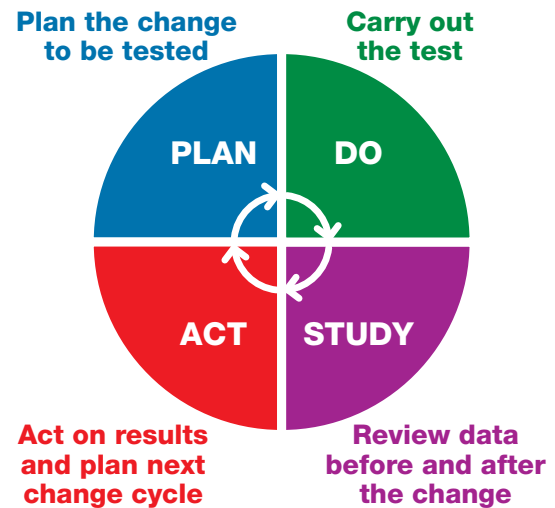 Plan the change
to be tested
Carry out
the test
PLAN
DO
ACT
STUDY
Act on results
and plan next
change cycle
Review data
before and after
the change